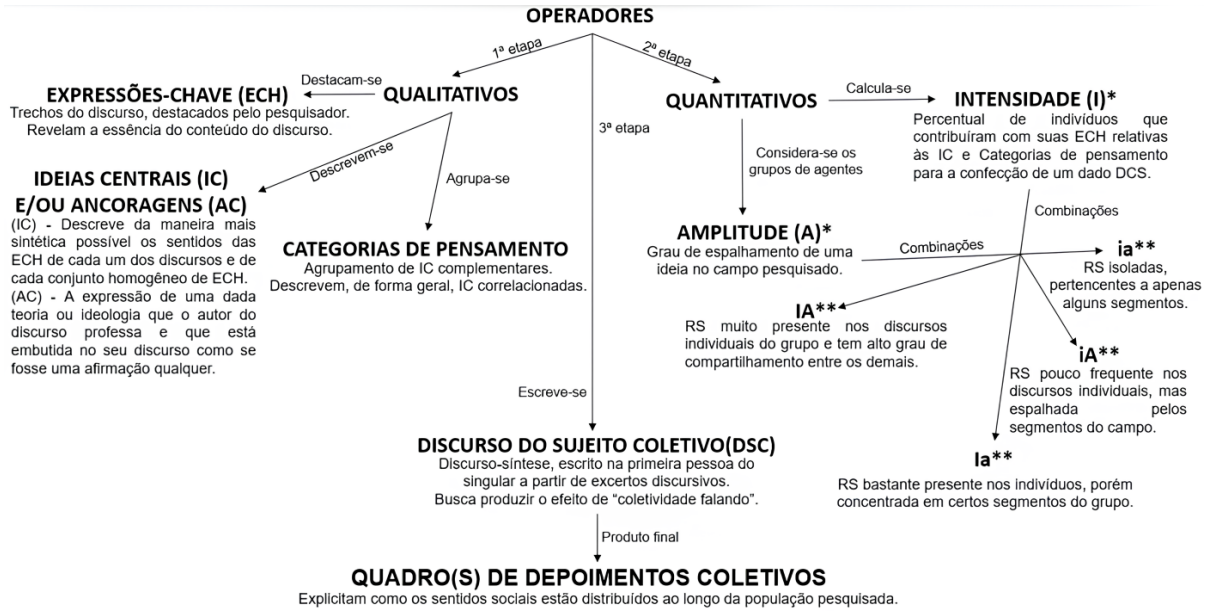 OPERADORES
1ª etapa
2ª etapa
3ª etapa
Destacam-se
EXPRESSÕES-CHAVE (ECH)
Trechos do discurso, destacados pelo pesquisador.
Revelam a essência do conteúdo do discurso.
QUALITATIVOS
Descrevem-se
Agrupa-se
IDEIAS CENTRAIS (IC)
E/OU ANCORAGENS (AC)
(IC) - Descreve da maneira mais
sintética possível os sentidos das
ECH de cada um dos discursos e de
cada conjunto homogêneo de ECH.
(AC) - A expressão de uma dada
teoria ou ideologia que o autor do
discurso professa e que está
embutida no seu discurso como se
fosse uma afirmação qualquer.
CATEGORIAS DE PENSAMENTO
Agrupamento de IC complementares.
Descrevem, de forma geral, IC correlacionadas.
QUANTITATIVOS
Calcula-se
INTENSIDADE (I)*
Percentual de indivíduos que
contribuíram com suas ECH relativas
às IC e Categorias de pensamento
para a confecção de um dado DCS.
Considera-se os
grupos de agentes
AMPLITUDE (A)*
Grau de espalhamento de uma
ideia no campo pesquisado.
Combinações
Combinações
ia**
RS isoladas,
pertencentes a apenas
alguns segmentos.
IA**
RS muito presente nos discursos
individuais do grupo e tem alto grau de
compartilhamento entre os demais.
iA**
RS pouco frequente nos
discursos individuais, mas
espalhada pelos
segmentos do campo.
Ia**
RS bastante presente nos indivíduos, porém
concentrada em certos segmentos do grupo.
Escreve-se
DISCURSO DO SUJEITO COLETIVO(DSC)
Discurso-síntese, escrito na primeira pessoa do
singular a partir de excertos discursivos.
Busca produzir o efeito de “coletividade falando”.
Produto final
QUADRO(S) DE DEPOIMENTOS COLETIVOS
Explicitam como os sentidos sociais estão distribuídos ao longo da população pesquisada.